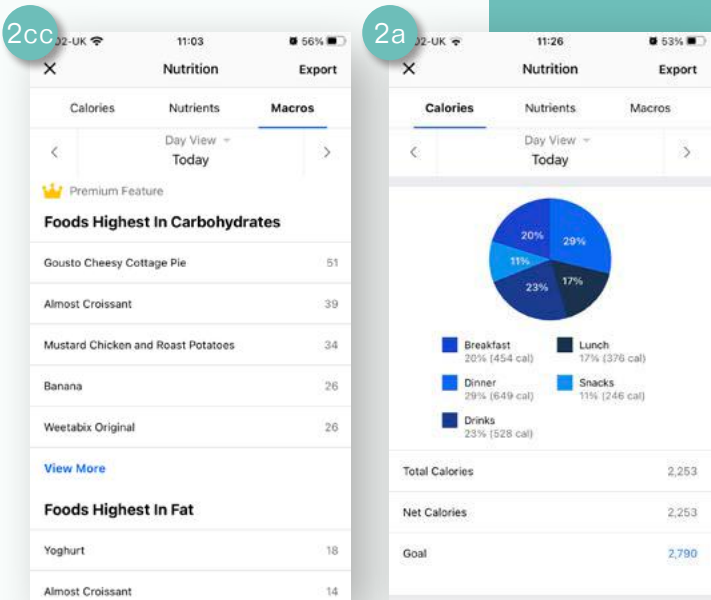 2cc
02-UK
11:03
56%
Nutrition
Export
Calories
Nutrients
Macros
Day View
Today
Premium Feature
Foods Highest In Carbohydrates
Gousto Cheesy Cottage Pie 51
Almost Croissant 39
Mustard Chicken and Roast Potatoes 34
Banana 26
Weetabix Original 26
View More
Foods Highest In Fat
Yoghurt 18
Almost Croissant 14
2a
2-UK
11:26
53%
Nutrition
Export
Calories
Nutrients
Macros
Day View
Today
20%
29%
11%
23%
17%
Breakfast
20% (454 cal)
Lunch
17% (376 cal)
Dinner
29% (649 cal)
Snacks
11% (246 cal)
Drinks
23% (528 cal)
Total Calories 2,253
Net Calories 2,253
Goal 2,790